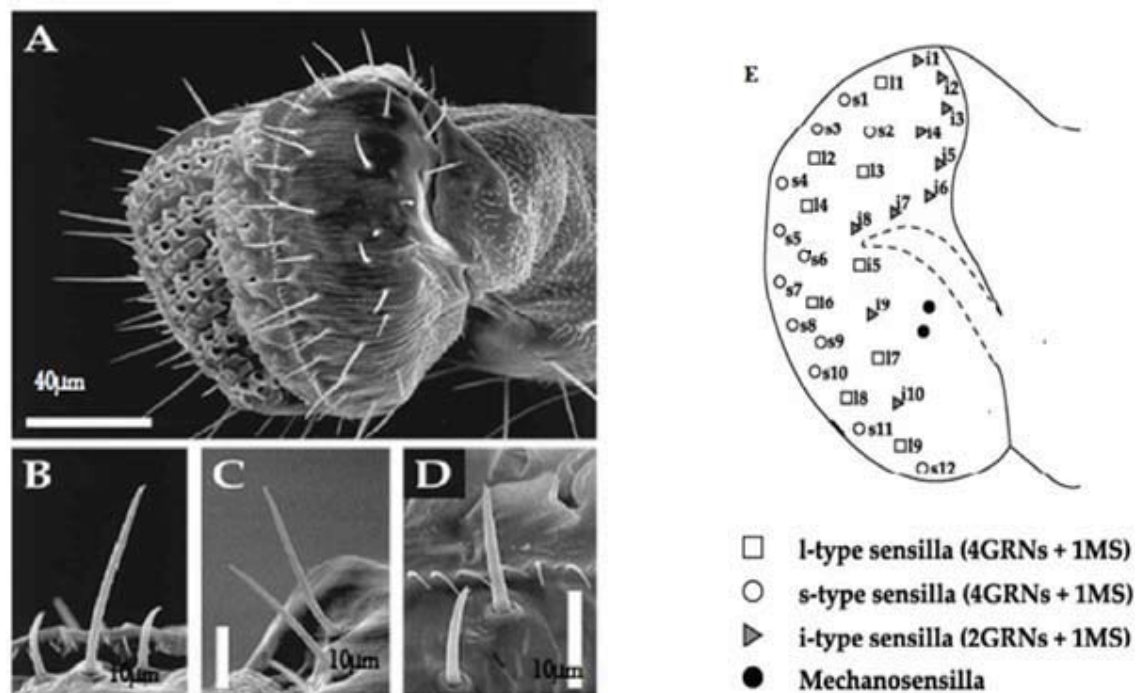 A
40µm
B
10µm
C
10µm
D
10µm
E
i1
l1
i2
s1
i3
s3
s2
i4
l2
l3
i5
s4
i6
l4
i7
i8
s5
s6
i5
s7
l6
i9
s8
s9
l7
s10
l8
i10
s11
l9
s12
l-type sensilla (4GRNs + 1MS)
s-type sensilla (4GRNs + 1MS)
i-type sensilla (2GRNs + 1MS)
Mechanosensilla